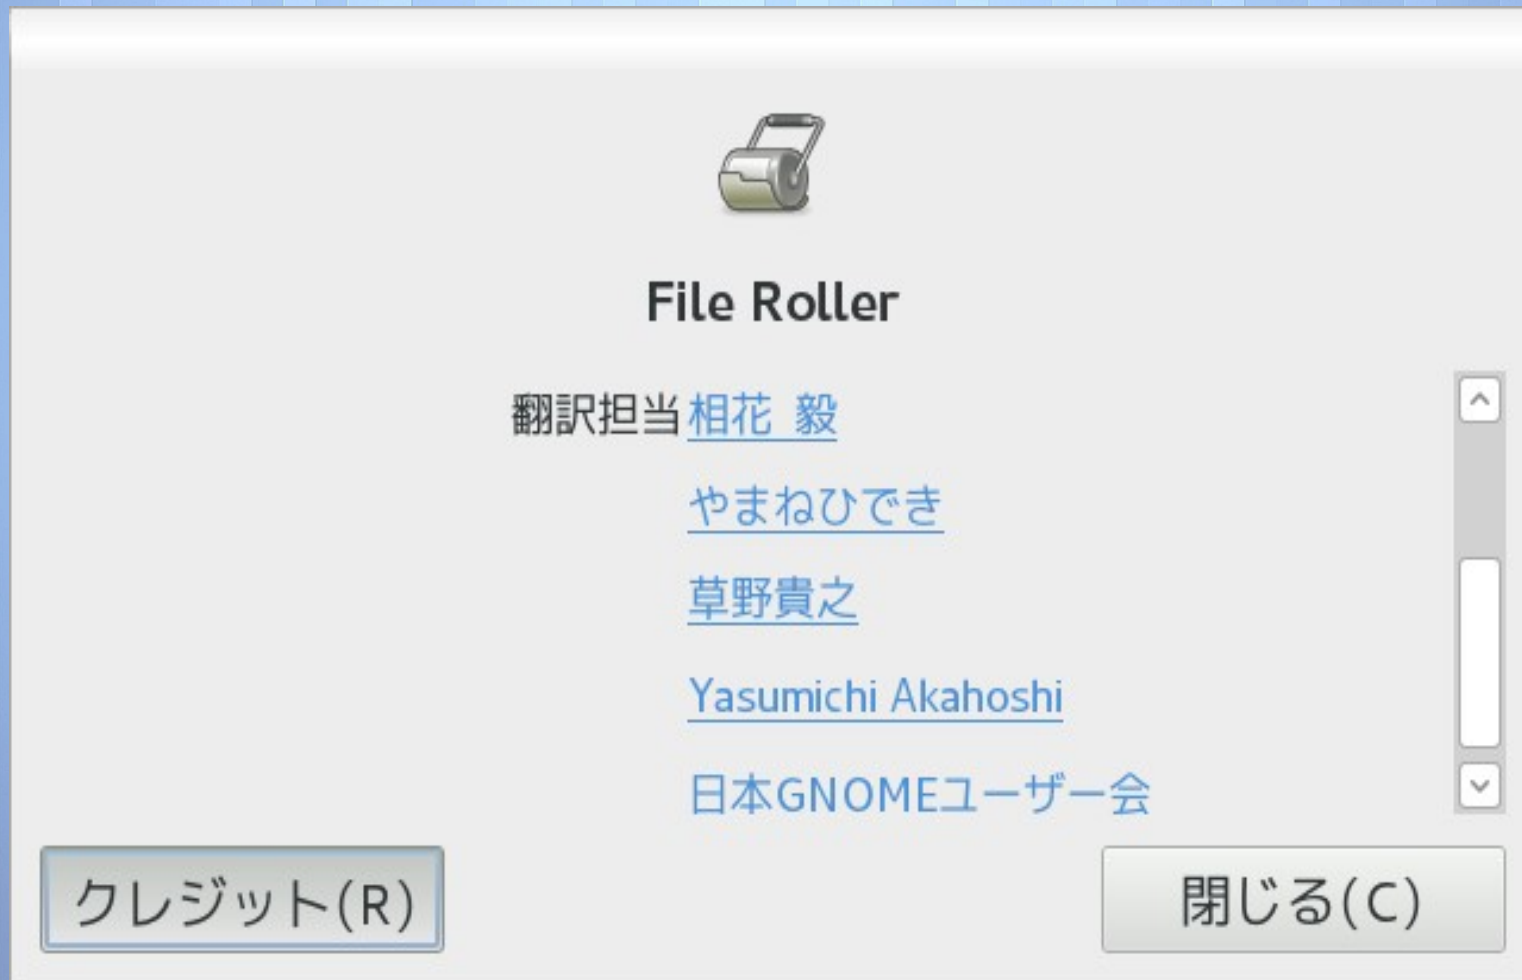 File Roller
翻訳担当 相花 毅
やまねひでき
草野貴之
Yasumichi Akahoshi
日本GNOMEユーザー会
クレジット(R)
閉じる(C)